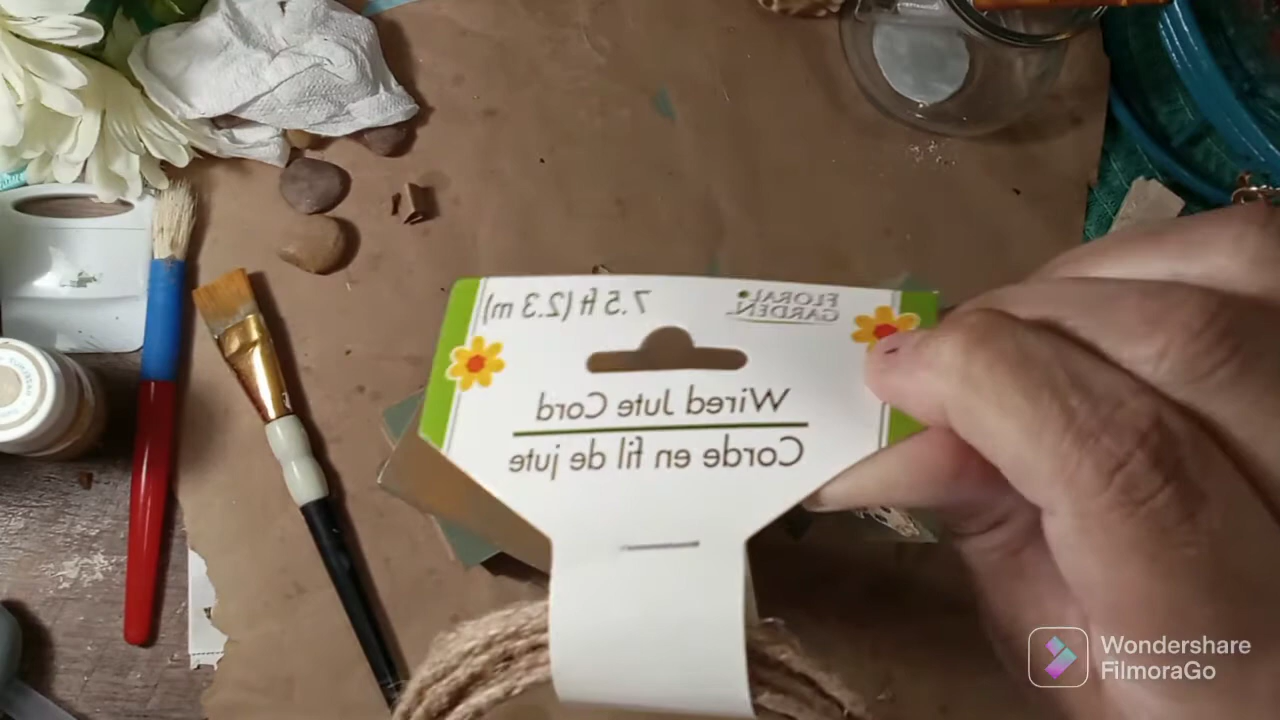 7.5 ft (2.3 m)
FLORAL
GARDEN
Wired Jute Cord
Corde en fil de jute
Wondershare
FilmoraGo